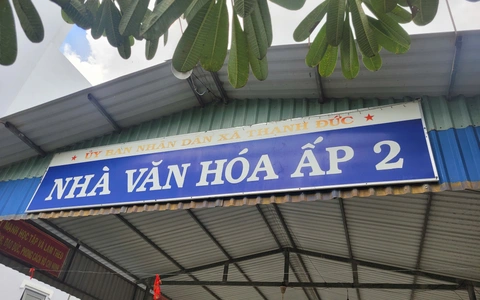 ỦY BAN NHÂN DÂN XÃ THẠNH ĐỨC
NHÀ VĂN HÓA ẤP 2